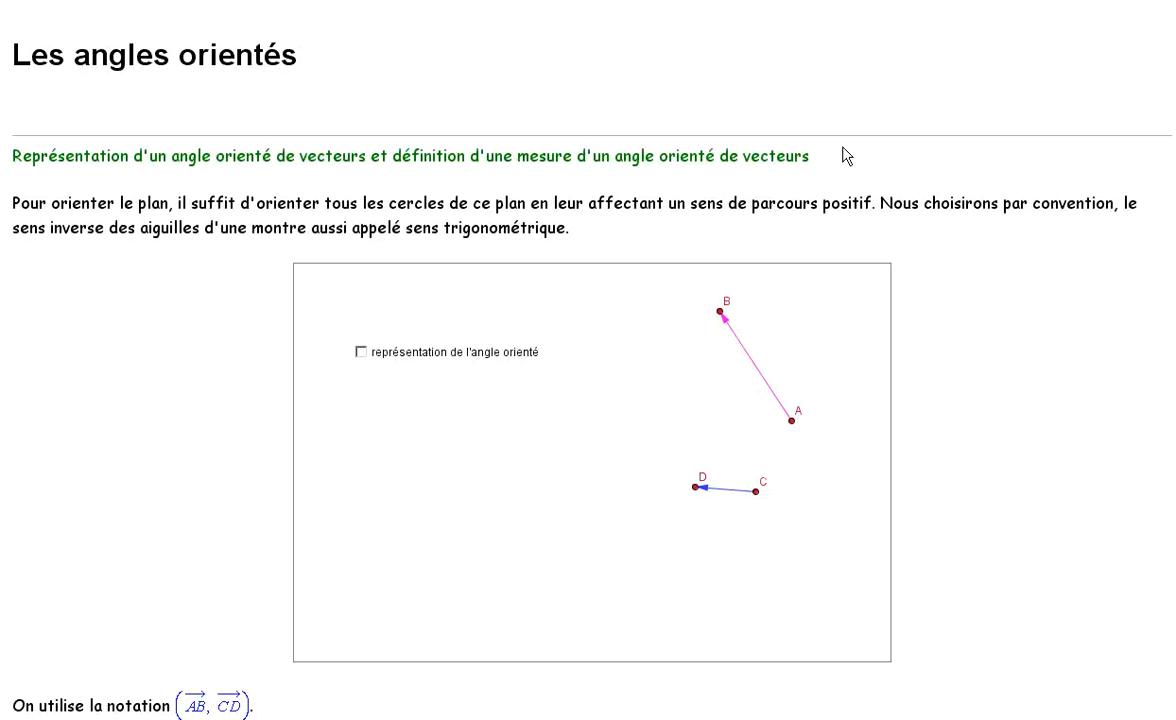 Les angles orientés
Représentation d'un angle orienté de vecteurs et définition d'une mesure d'un angle orienté de vecteurs
Pour orienter le plan, il suffit d'orienter tous les cercles de ce plan en leur affectant un sens de parcours positif. Nous choisirons par convention, le
sens inverse des aiguilles d'une montre aussi appelé sens trigonométrique.
B
représentation de l'angle orienté
A
D
C
On utilise la notation (\overrightarrow{AB}, \overrightarrow{CD}).